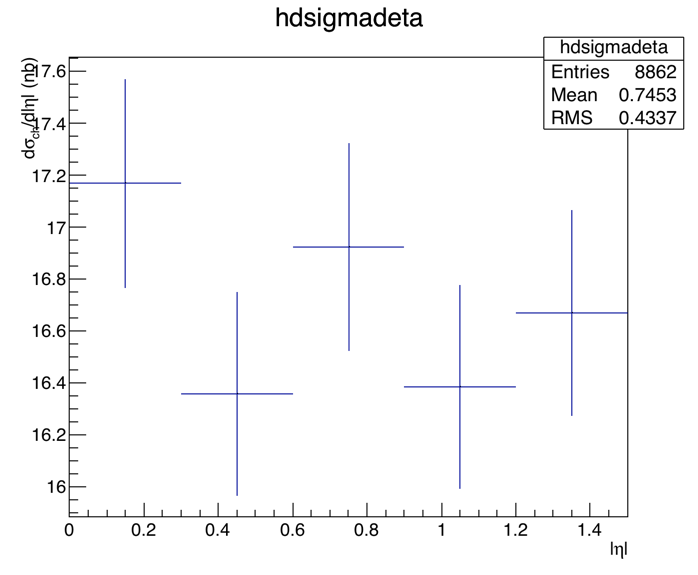 hdsigmadeta
hdsigmadeta
Entries 8862
Mean 0.7453
RMS 0.4337
dσch/d|η| (nb)
17.6
17.4
17.2
17
16.8
16.6
16.4
16.2
16
0 0.2 0.4 0.6 0.8 1 1.2 1.4
|η|